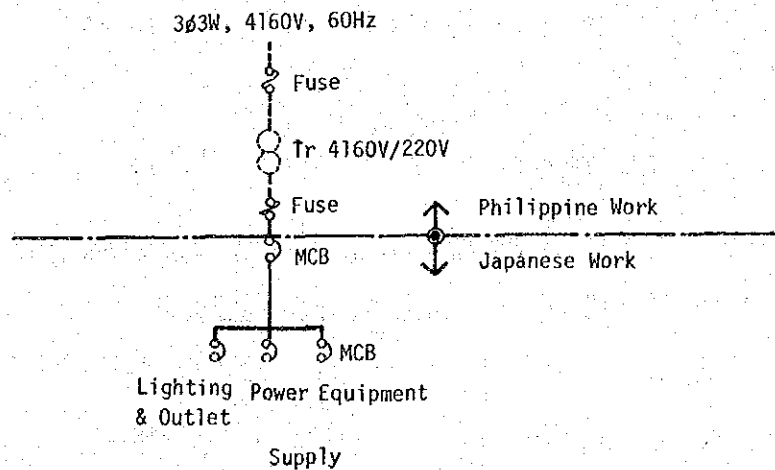 3ø3W, 4160V, 60Hz
Fuse
Tr 4160V/220V
Fuse
Philippine Work
MCB
Japanese Work
MCB
Lighting Power Equipment
& Outlet
Supply